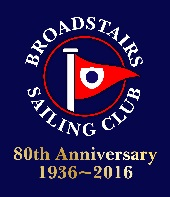 BROADSTAIRS
SAILING CLUB
80th Anniversary
1936~2016